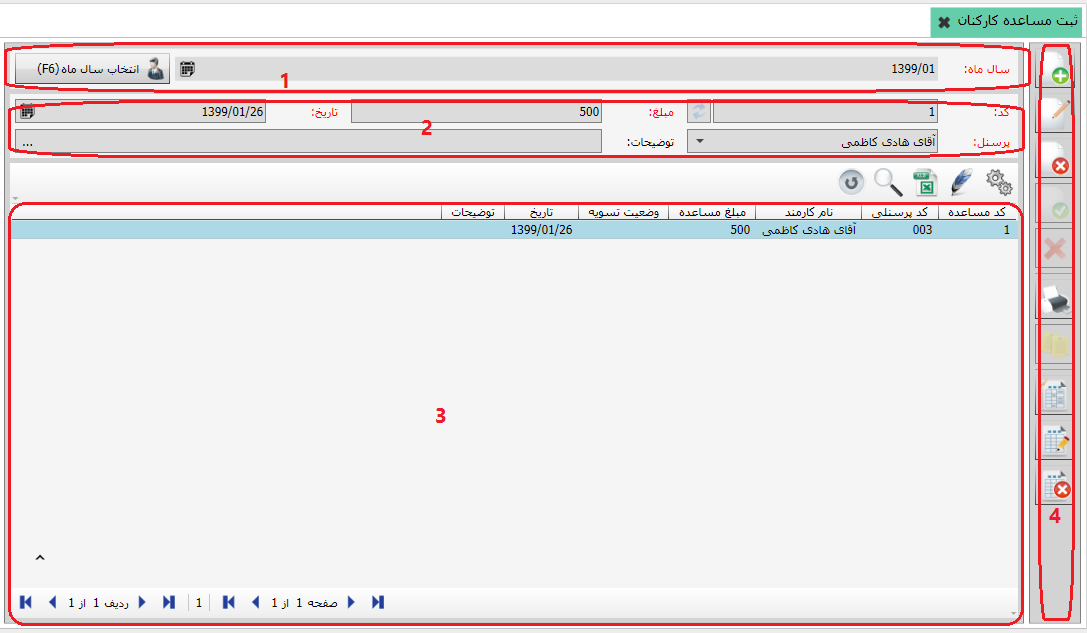 ثبت مساعده کارکنان
سال ماه: 1399/01 انتخاب سال ماه (F6)
1
کد: 1 مبلغ: 500 تاریخ: 1399/01/26
2
پرسنل: آقای هادی کاظمی توضیحات: ...
کد مساعده کد پرسنلی نام کارمند مبلغ مساعده وضعیت تسویه تاریخ توضیحات
1 003 آقای هادی کاظمی 500 1399/01/26
3
4
صفحه 1 از 1 1 ردیف 1 از 1